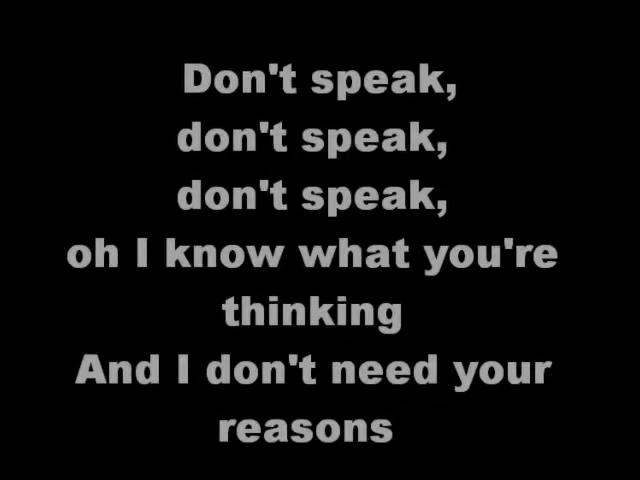 Don't speak,
don't speak,
don't speak,
oh I know what you're
thinking
And I don't need your
reasons